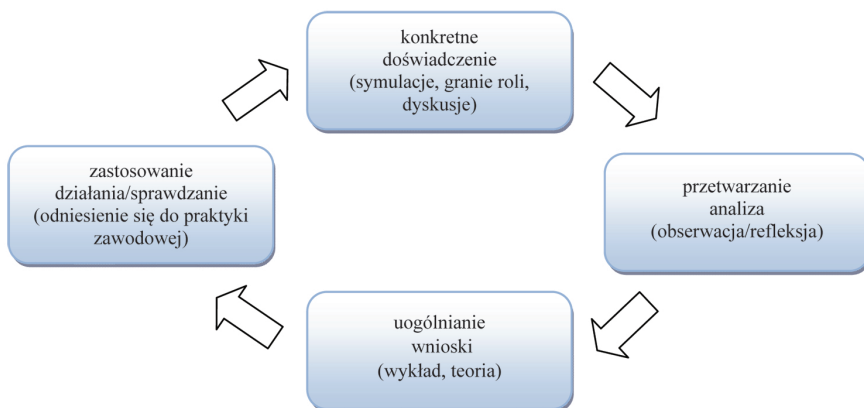 konkretne
doświadczenie
(symulacje, granie roli,
dyskusje)
przetwarzanie
analiza
(obserwacja/refleksja)
uogólnianie
wnioski
(wykład, teoria)
zastosowanie
działania/sprawdzanie
(odniesienie się do praktyki
zawodowej)